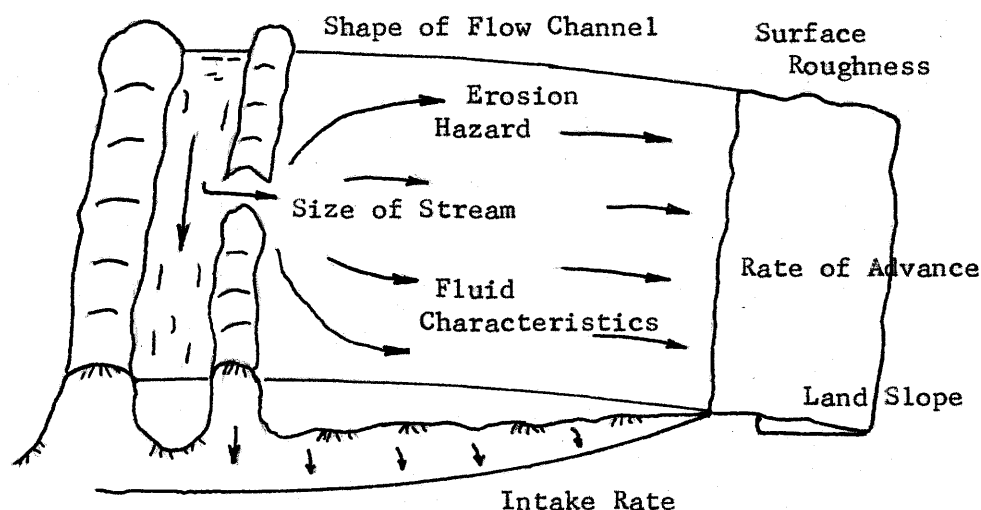 Shape of Flow Channel
Surface
Roughness
Erosion
Hazard
Size of Stream
Rate of Advance
Fluid
Characteristics
Land Slope
Intake Rate